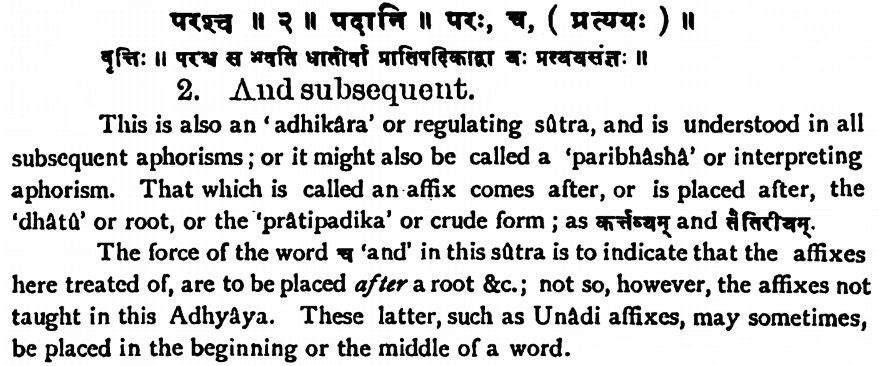 परश्च ॥ २ ॥ पदानि ॥ परः, च, ( प्रत्ययः ) ॥
वृत्तिः ॥ परश्च स भवति धातोर्वा प्रातिपदिकाद्वा यः प्रत्ययसंज्ञः ॥
2. And subsequent.
This is also an ‘adhikâra’ or regulating sûtra, and is understood in all
subsequent aphorisms; or it might also be called a ‘paribhâshâ’ or interpreting
aphorism. That which is called an affix comes after, or is placed after, the
‘dhâtû’ or root, or the ‘prâtipadika’ or crude form; as कर्त्तव्यम् and तैत्तिरीयम्.
The force of the word च ‘and’ in this sûtra is to indicate that the affixes
here treated of, are to be placed after a root &c.; not so, however, the affixes not
taught in this Adhyâya. These latter, such as Unâdi affixes, may sometimes,
be placed in the beginning or the middle of a word.